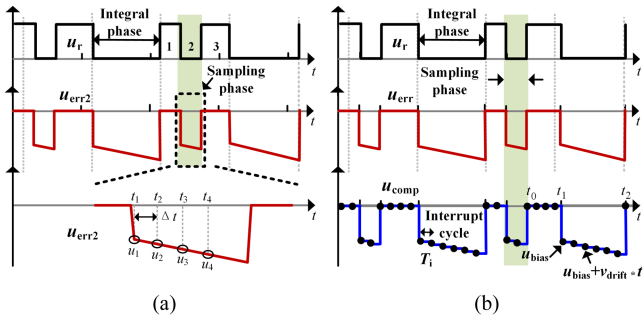 Integral
phase
u_r
1 2 3
t
Sampling
phase
u_err2
t
t_1 t_2 t_3 t_4
Δt
u_err2
u_1 u_2 u_3 u_4
(a)
Integral
phase
u_r
t
Sampling
phase
u_err
t
u_comp
t_0 t_1 t_2
Interrupt
cycle
T_i
u_bias
u_bias+v_drift·t
(b)